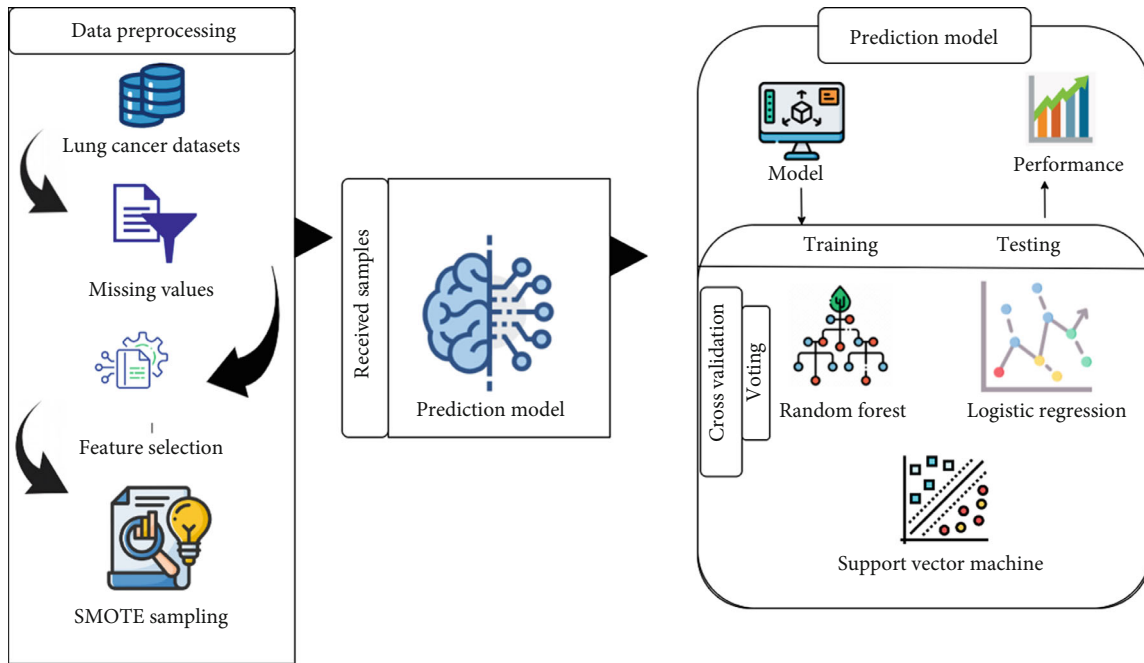 Data preprocessing
Lung cancer datasets
Missing values
Feature selection
SMOTE sampling
Received samples
Prediction model
Prediction model
Model
Performance
Training
Testing
Cross validation
Voting
Random forest
Logistic regression
Support vector machine